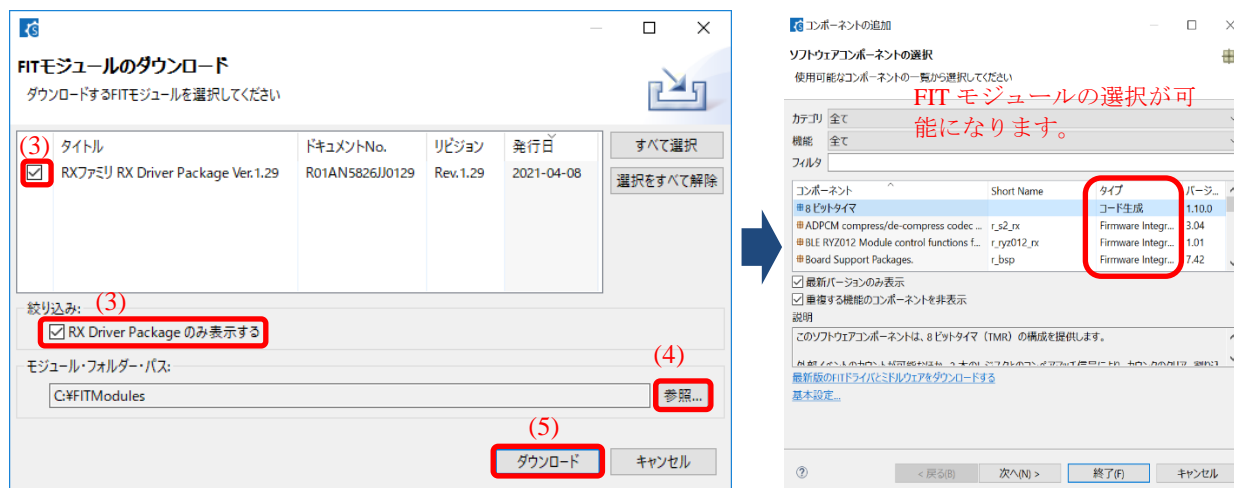 FITモジュールのダウンロード
ダウンロードするFITモジュールを選択してください
(3)
タイトル ドキュメントNo. リビジョン 発行日
RXファミリ RX Driver Package Ver.1.29 R01AN5826JJ0129 Rev.1.29 2021-04-08
すべて選択
選択をすべて解除
絞り込み:
(3)
RX Driver Package のみ表示する
モジュール・フォルダー・パス:
(4)
C:¥FITModules
参照...
(5)
ダウンロード
キャンセル
コンポーネントの追加
ソフトウェアコンポーネントの選択
使用可能なコンポーネントの一覧から選択してください
FIT モジュールの選択が可
能になります。
カテゴリ 全て
機能 全て
フィルタ
コンポーネント Short Name タイプ バージ...
8 ビットタイマ コード生成 1.10.0
ADPCM compress/de-compress codec ... r_s2_rx Firmware Integr... 3.04
BLE RYZ012 Module control functions f... r_ryz012_rx Firmware Integr... 1.01
Board Support Packages. r_bsp Firmware Integr... 7.42
最新バージョンのみ表示
重複する機能のコンポーネントを非表示
説明
このソフトウェアコンポーネントは、8 ビットタイマ（TMR）の構成を提供します。
最新版のFITドライバとミドルウェアをダウンロードする
基本設定...
< 戻る(B)
次へ(N) >
終了(F)
キャンセル